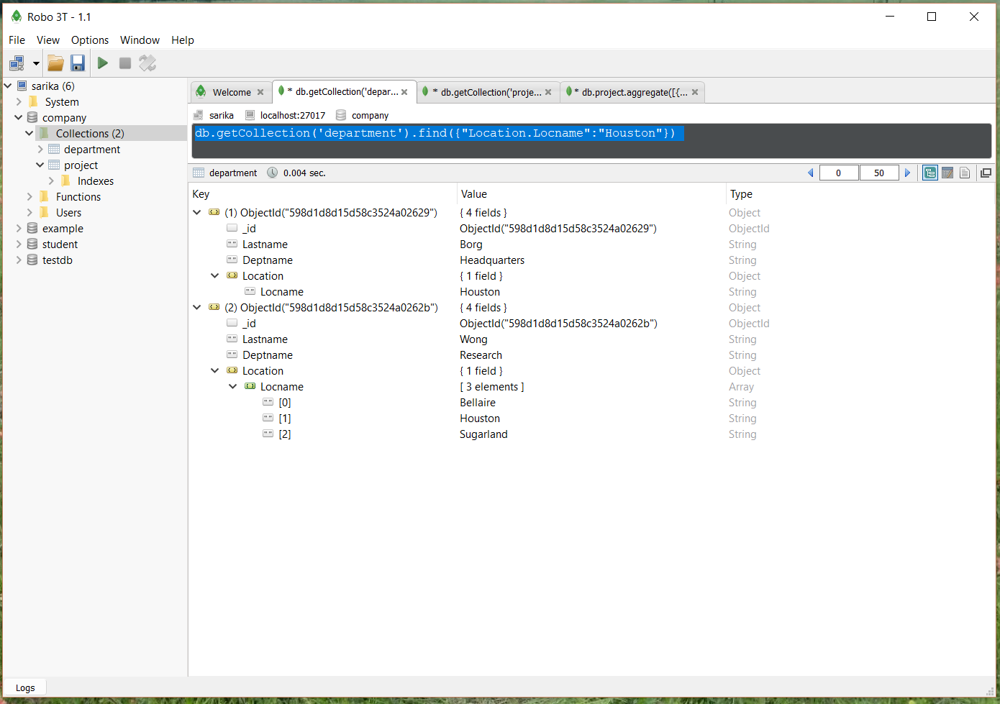 Robo 3T - 1.1
File View Options Window Help
sarika (6)
System
company
Collections (2)
department
project
Indexes
Functions
Users
example
student
testdb
Welcome
* db.getCollection('depar...
* db.getCollection('proje...
* db.project.aggregate([{...
sarika localhost:27017 company
db.getCollection('department').find({"Location.Locname":"Houston"})
department 0.004 sec. 0 50
Key Value Type
(1) ObjectId("598d1d8d15d58c3524a02629") { 4 fields } Object
_id ObjectId("598d1d8d15d58c3524a02629") ObjectId
Lastname Borg String
Deptname Headquarters String
Location { 1 field } Object
Locname Houston String
(2) ObjectId("598d1d8d15d58c3524a0262b") { 4 fields } Object
_id ObjectId("598d1d8d15d58c3524a0262b") ObjectId
Lastname Wong String
Deptname Research String
Location { 1 field } Object
Locname [ 3 elements ] Array
[0] Bellaire String
[1] Houston String
[2] Sugarland String
Logs